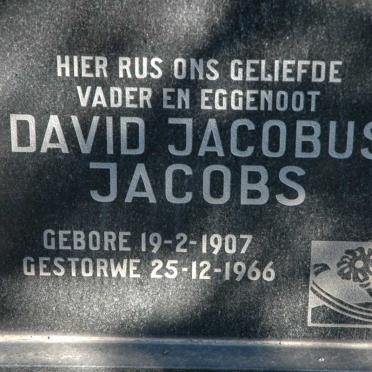 HIER RUS ONS GELIEFDE
VADER EN EGGENOOT
DAVID JACOBUS
JACOBS
GEBORE 19-2-1907
GESTORWE 25-12-1966